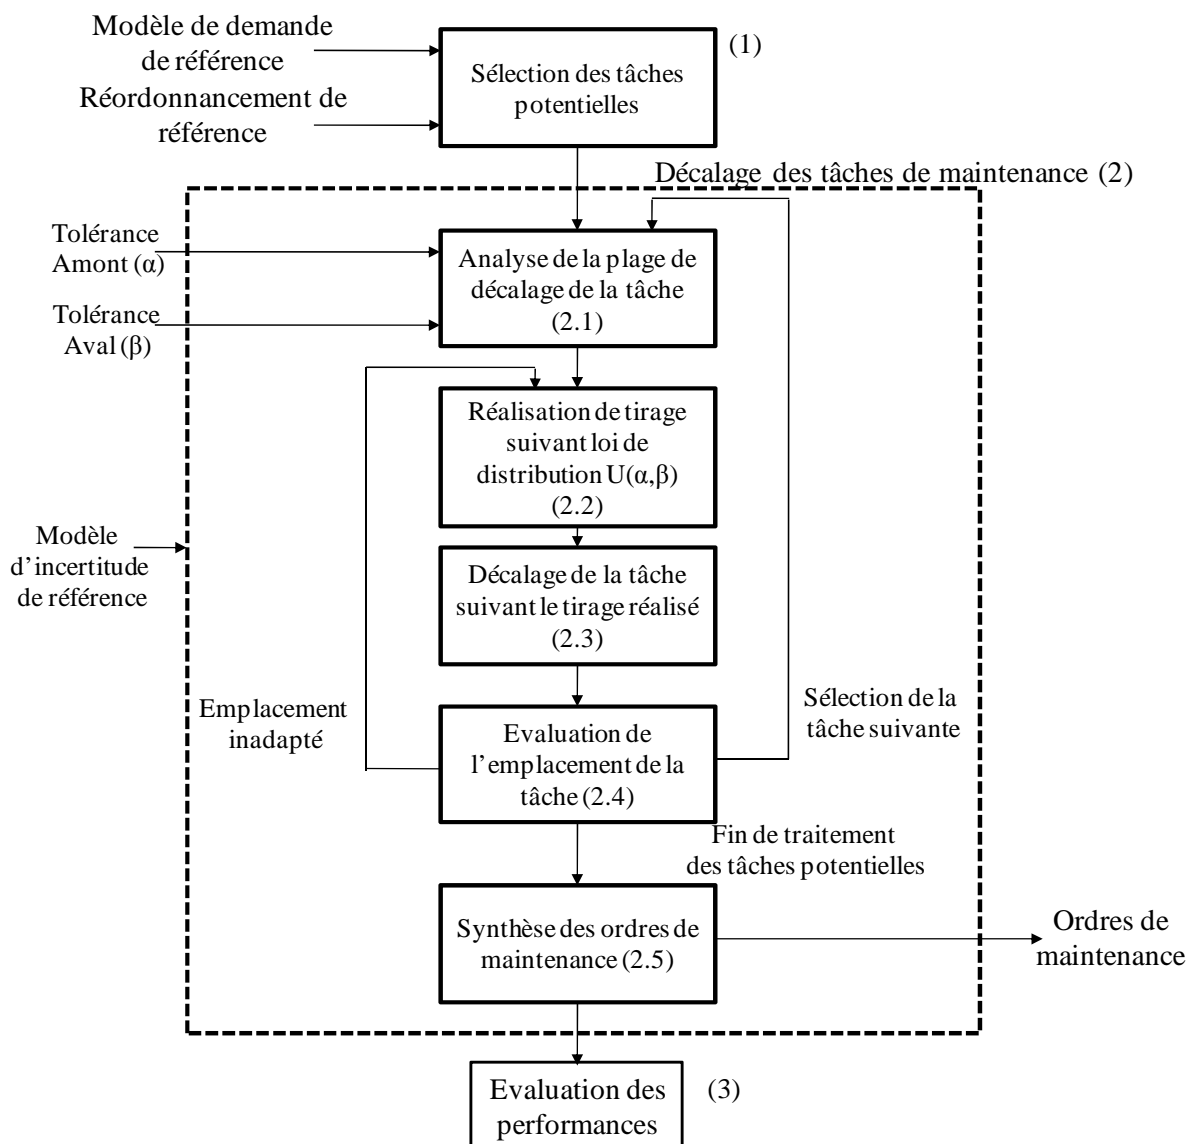 Modèle de demande
de référence
(1)
Sélection des tâches
potentielles
Réordonnancement de
référence
Décalage des tâches de maintenance (2)
Tolérance
Amont (α)
Analyse de la plage de
décalage de la tâche
(2.1)
Tolérance
Aval (β)
Réalisation de tirage
suivant loi de
distribution U(α,β)
(2.2)
Modèle
d’incertitude
de référence
Décalage de la tâche
suivant le tirage réalisé
(2.3)
Emplacement
inadapté
Evaluation de
l’emplacement de la
tâche (2.4)
Sélection de la
tâche suivante
Fin de traitement
des tâches potentielles
Synthèse des ordres de
maintenance (2.5)
Ordres de
maintenance
Evaluation des
performances
(3)